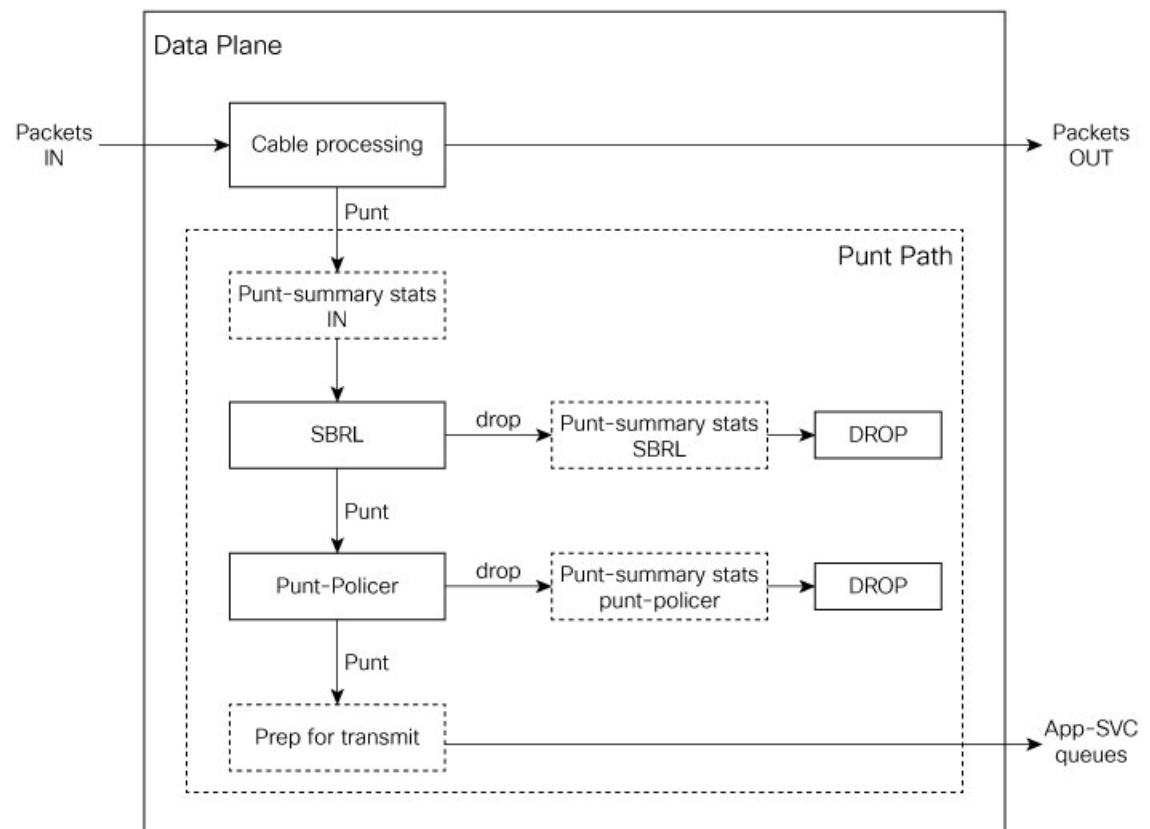 Data Plane
Packets
IN
Cable processing
Packets
OUT
Punt
Punt Path
Punt-summary stats
IN
SBRL
drop
Punt-summary stats
SBRL
DROP
Punt
Punt-Policer
drop
Punt-summary stats
punt-policer
DROP
Punt
Prep for transmit
App-SVC
queues